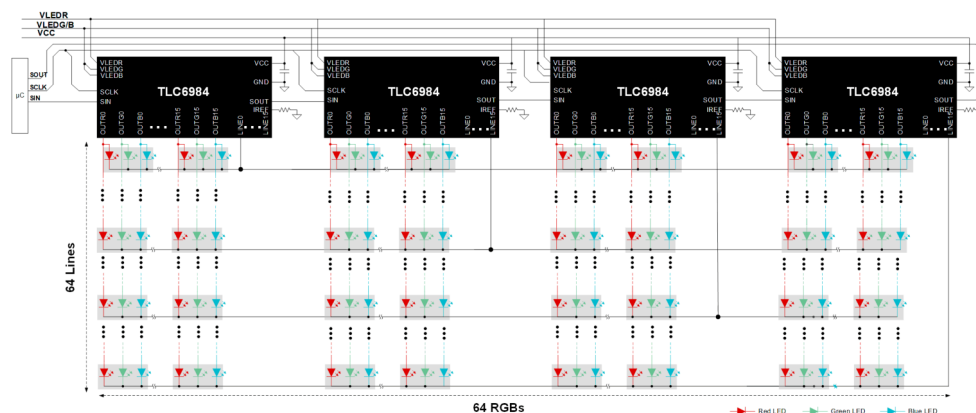 VLEDR
VLEDG/B
VCC
SOUT
SCLK
SIN
µC
VLEDR
VLEDG
VLEDB
SCLK
SIN
TLC6984
VCC
GND
SOUT
IREF
OUTR0
OUTG0
OUTB0
OUTR15
OUTG15
OUTB15
LINE0
LINE15
VLEDR
VLEDG
VLEDB
SCLK
SIN
TLC6984
VCC
GND
SOUT
IREF
OUTR0
OUTG0
OUTB0
OUTR15
OUTG15
OUTB15
LINE0
LINE15
VLEDR
VLEDG
VLEDB
SCLK
SIN
TLC6984
VCC
GND
SOUT
IREF
OUTR0
OUTG0
OUTB0
OUTR15
OUTG15
OUTB15
LINE0
LINE15
VLEDR
VLEDG
VLEDB
SCLK
SIN
TLC6984
VCC
GND
SOUT
IREF
OUTR0
OUTG0
OUTB0
OUTR15
OUTG15
OUTB15
LINE0
LINE15
64 Lines
64 RGBs
Red LED
Green LED
Blue LED